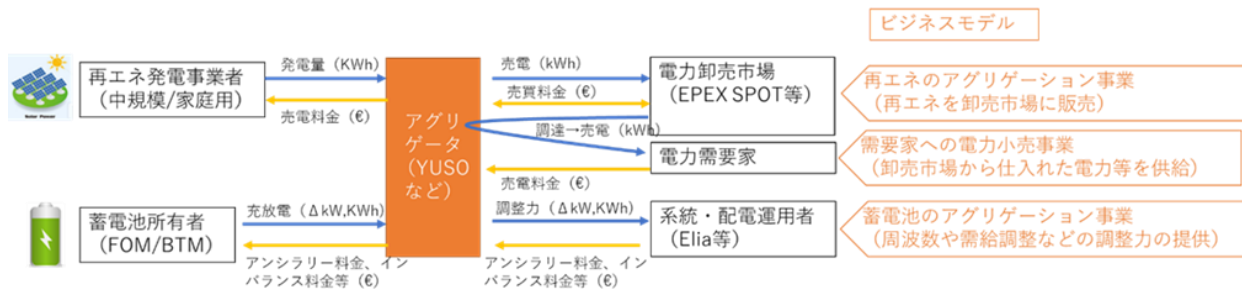 ビジネスモデル
再エネ発電事業者
（中規模/家庭用）
Solar Power
発電量（KWh）
売電料金（€）
アグリ
ゲータ
（YUSO
など）
売電（kWh）
売買料金（€）
調達→売電（kWh）
売電料金（€）
電力卸売市場
（EPEX SPOT等）
電力需要家
再エネのアグリゲーション事業
（再エネを卸売市場に販売）
需要家への電力小売事業
（卸売市場から仕入れた電力等を供給）
蓄電池所有者
（FOM/BTM）
充放電（ΔkW,KWh）
アンシラリー料金、イン
バランス料金等（€）
調整力（ΔkW,KWh）
アンシラリー料金、イン
バランス料金等（€）
系統・配電運用者
（Elia等）
蓄電池のアグリゲーション事業
（周波数や需給調整などの調整力の提供）